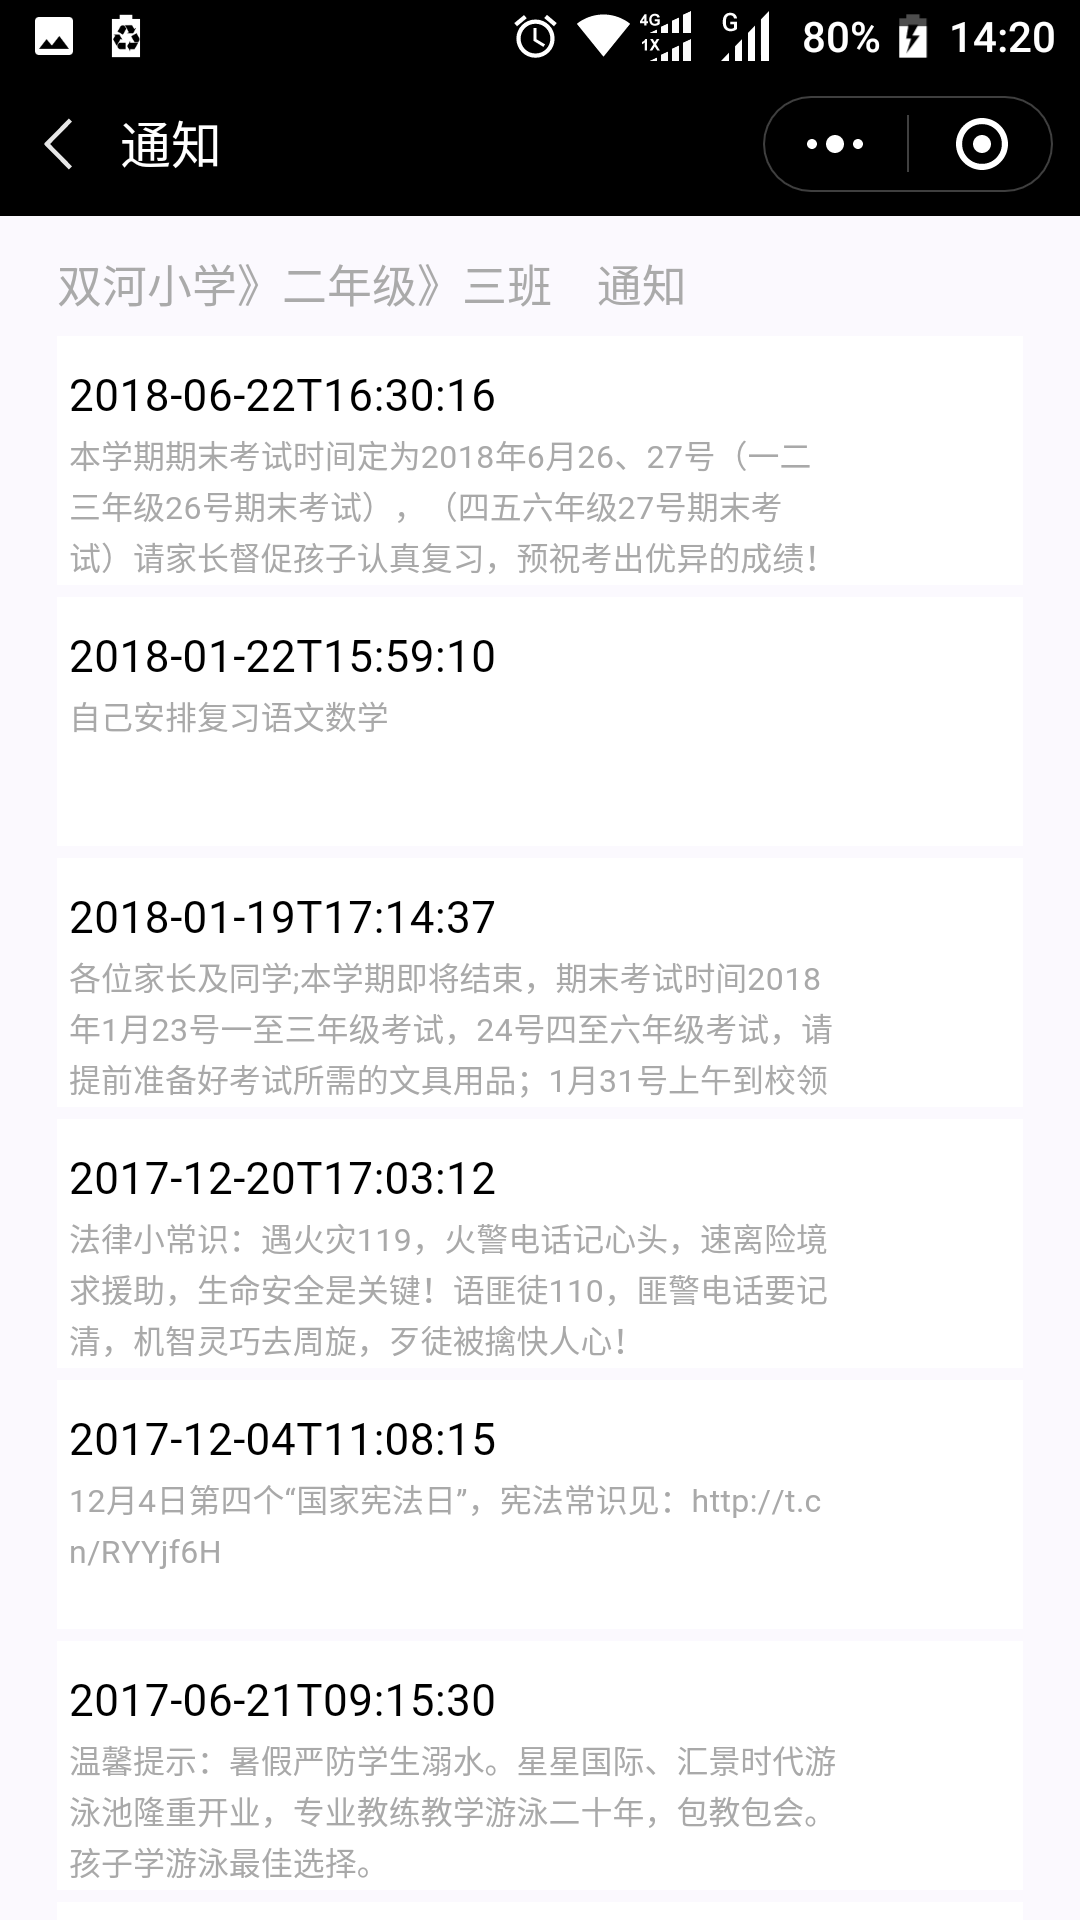 4G
1X
G
80%
14:20
通知
双河小学》二年级》三班　通知
2018-06-22T16:30:16
本学期期末考试时间定为2018年6月26、27号（一二
三年级26号期末考试），（四五六年级27号期末考
试）请家长督促孩子认真复习，预祝考出优异的成绩！
2018-01-22T15:59:10
自己安排复习语文数学
2018-01-19T17:14:37
各位家长及同学;本学期即将结束，期末考试时间2018
年1月23号一至三年级考试，24号四至六年级考试，请
提前准备好考试所需的文具用品；1月31号上午到校领
2017-12-20T17:03:12
法律小常识：遇火灾119，火警电话记心头，速离险境
求援助，生命安全是关键！语匪徒110，匪警电话要记
清，机智灵巧去周旋，歹徒被擒快人心！
2017-12-04T11:08:15
12月4日第四个“国家宪法日”，宪法常识见：http://t.c
n/RYYjf6H
2017-06-21T09:15:30
温馨提示：暑假严防学生溺水。星星国际、汇景时代游
泳池隆重开业，专业教练教学游泳二十年，包教包会。
孩子学游泳最佳选择。